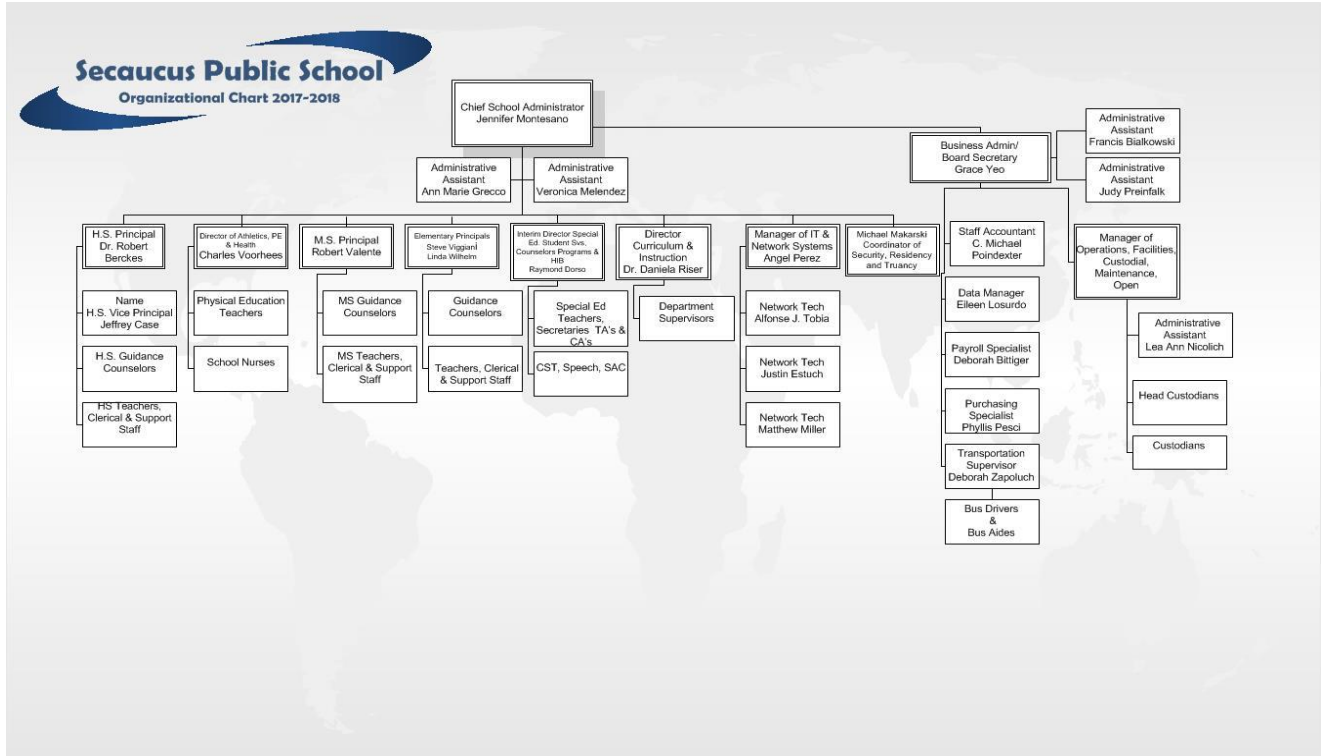 Secaucus Public School
Organizational Chart 2017-2018
Chief School Administrator
Jennifer Montesano
Administrative
Assistant
Ann Marie Grecco
Administrative
Assistant
Veronica Melendez
Business Admin/
Board Secretary
Grace Yeo
Administrative
Assistant
Francis Bialkowski
Administrative
Assistant
Judy Preinfalk
H.S. Principal
Dr. Robert
Berckes
Name
H.S. Vice Principal
Jeffrey Case
H.S. Guidance
Counselors
HS Teachers,
Clerical & Support
Staff
Director of Athletics, PE
& Health
Charles Voorhees
Physical Education
Teachers
School Nurses
M.S. Principal
Robert Valente
MS Guidance
Counselors
MS Teachers,
Clerical & Support
Staff
Elementary Principals
Steve Viggiani
Linda Wilhelm
Guidance
Counselors
Teachers, Clerical
& Support Staff
Interim Director Special
Ed. Student Svs,
Counselors Programs &
HIB
Raymond Dorso
Special Ed
Teachers,
Secretaries TA's &
CA's
CST, Speech, SAC
Director
Curriculum &
Instruction
Dr. Daniela Riser
Department
Supervisors
Manager of IT &
Network Systems
Angel Perez
Network Tech
Alfonse J. Tobia
Network Tech
Justin Estuch
Network Tech
Matthew Miller
Michael Makarski
Coordinator of
Security, Residency
and Truancy
Staff Accountant
C. Michael
Poindexter
Data Manager
Eileen Losurdo
Payroll Specialist
Deborah Bittiger
Purchasing
Specialist
Phyllis Pesci
Transportation
Supervisor
Deborah Zapoluch
Bus Drivers
&
Bus Aides
Manager of
Operations, Facilities,
Custodial,
Maintenance,
Open
Administrative
Assistant
Lea Ann Nicolich
Head Custodians
Custodians